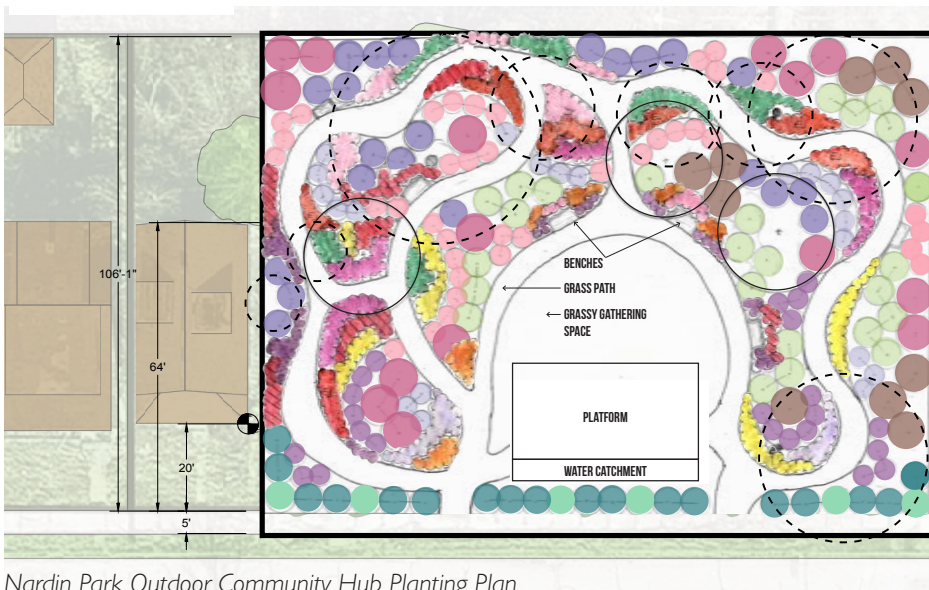 106'-1"
BENCHES
GRASS PATH
GRASSY GATHERING
SPACE
64'
PLATFORM
20'
WATER CATCHMENT
5'
Nardin Park Outdoor Community Hub Planting Plan